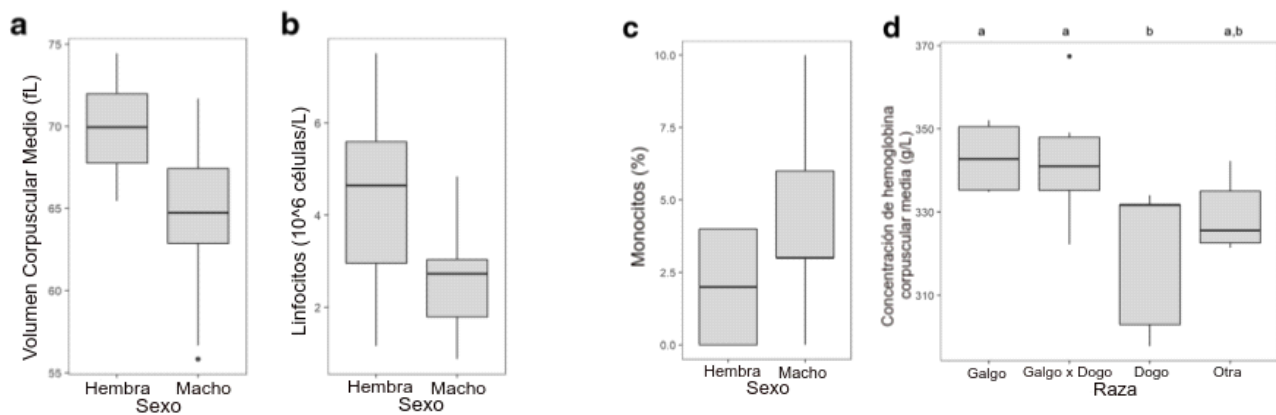 a
Volumen Corpuscular Medio (fL)
75
70
65
60
55
Hembra Macho
Sexo
b
Linfocitos (10^6 células/L)
6
4
2
Hembra Macho
Sexo
c
Monocitos (%)
10.0
7.5
5.0
2.5
0.0
Hembra Macho
Sexo
d
a a b a,b
Concentración de hemoglobina
corpuscular media (g/L)
370
350
330
310
Galgo Galgo x Dogo Dogo Otra
Raza